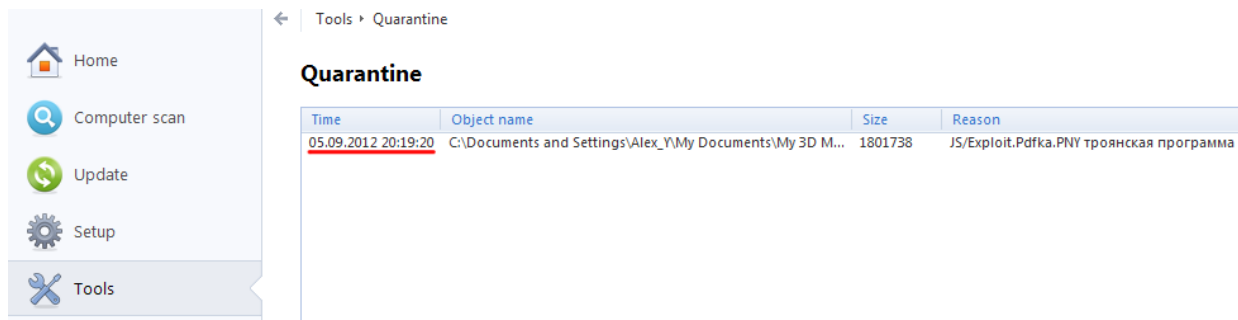 Tools ‣ Quarantine
Home
Computer scan
Update
Setup
Tools
Quarantine
Time Object name Size Reason
05.09.2012 20:19:20 C:\Documents and Settings\Alex_Y\My Documents\My 3D M... 1801738 JS/Exploit.Pdfka.PNY троянская программа